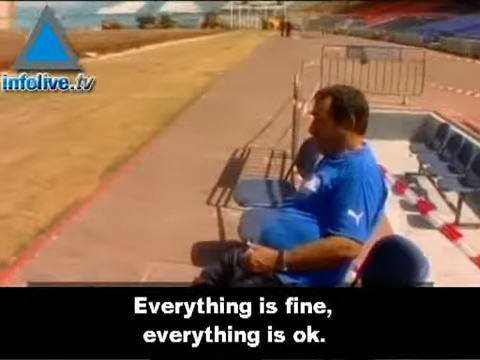 infolive.tv
Everything is fine,
everything is ok.